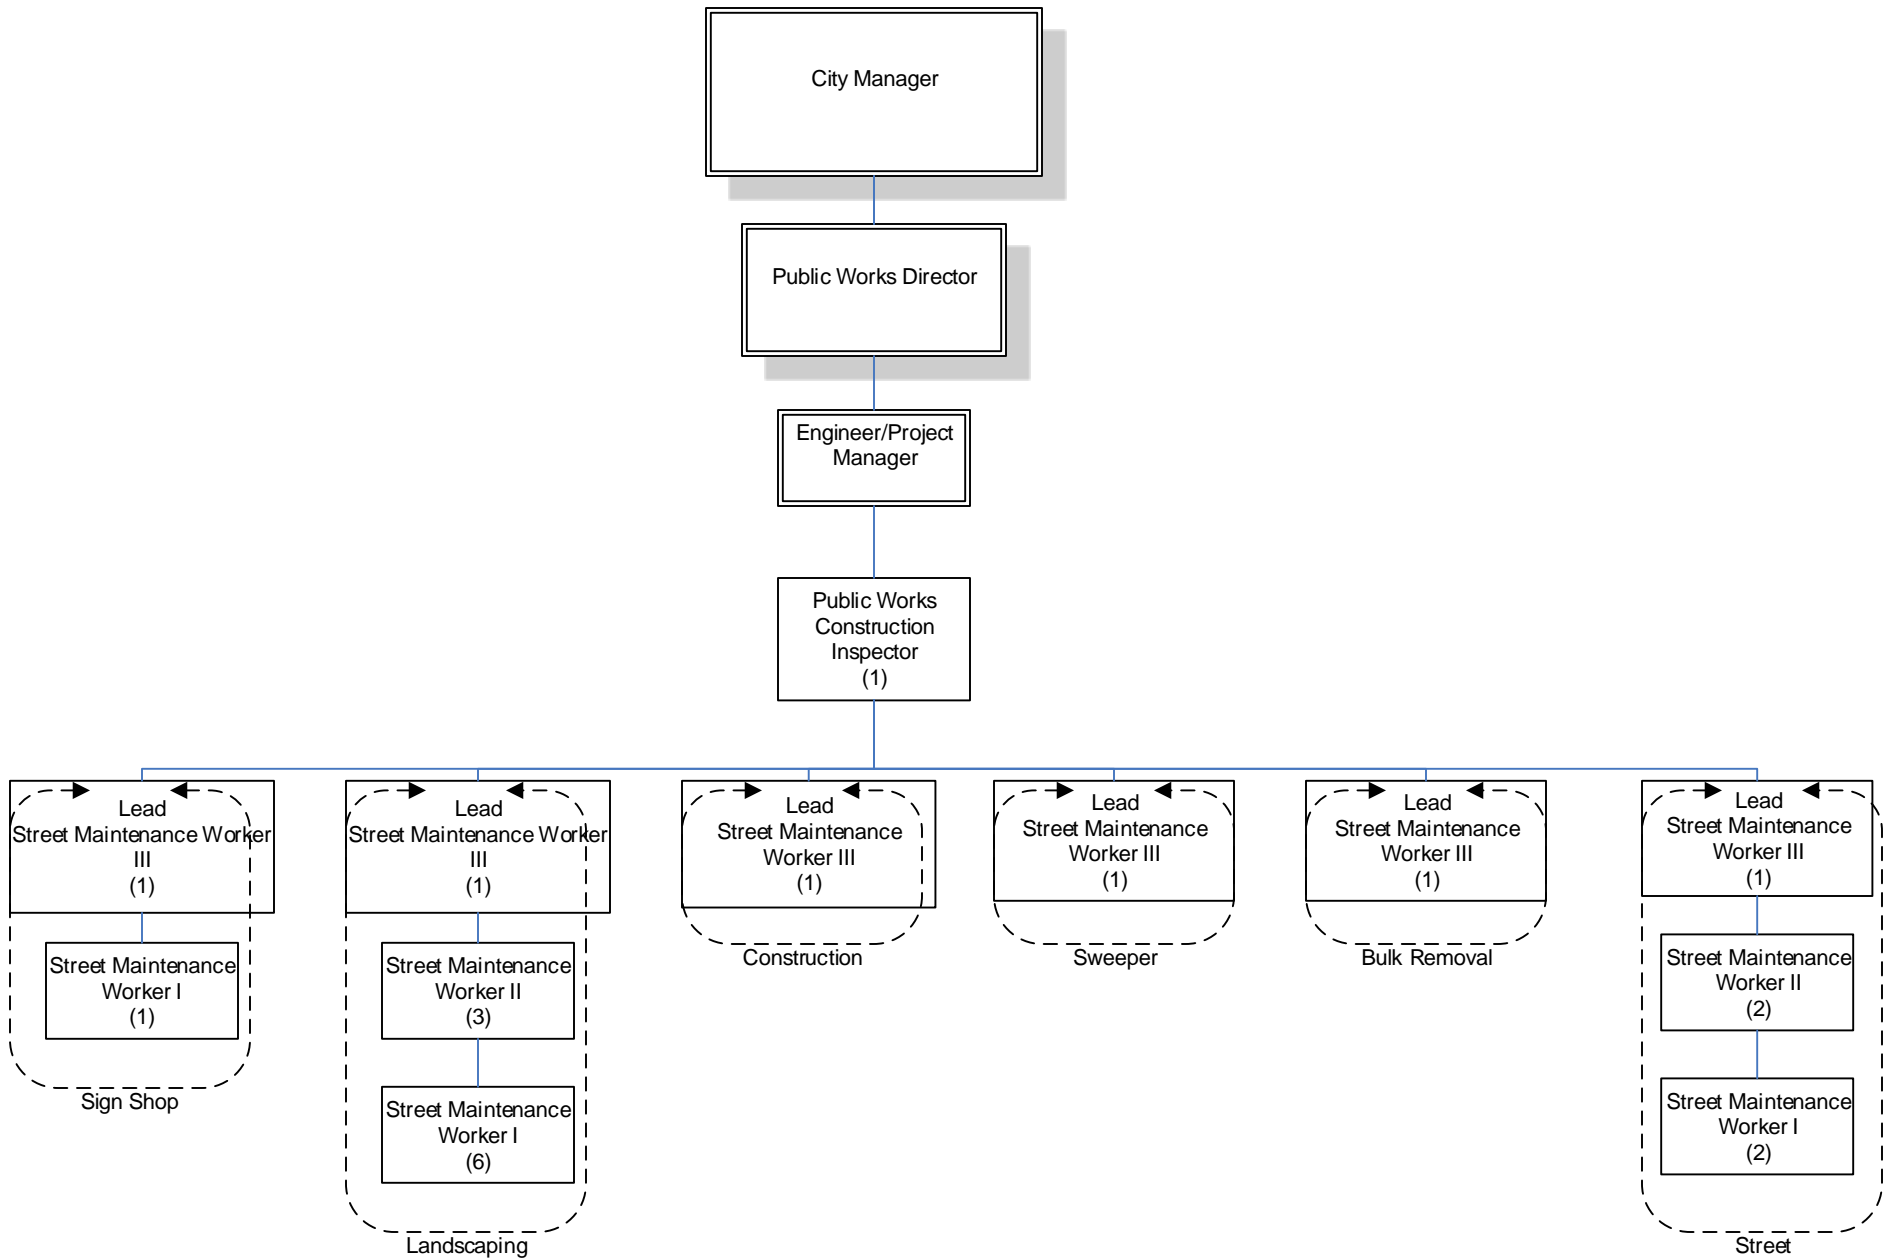 City Manager
Public Works Director
Engineer/Project
Manager
Public Works
Construction
Inspector
(1)
Lead
Street Maintenance Worker
III
(1)
Street Maintenance
Worker I
(1)
Sign Shop
Lead
Street Maintenance Worker
III
(1)
Street Maintenance
Worker II
(3)
Street Maintenance
Worker I
(6)
Landscaping
Lead
Street Maintenance
Worker III
(1)
Construction
Lead
Street Maintenance
Worker III
(1)
Sweeper
Lead
Street Maintenance
Worker III
(1)
Bulk Removal
Lead
Street Maintenance
Worker III
(1)
Street Maintenance
Worker II
(2)
Street Maintenance
Worker I
(2)
Street